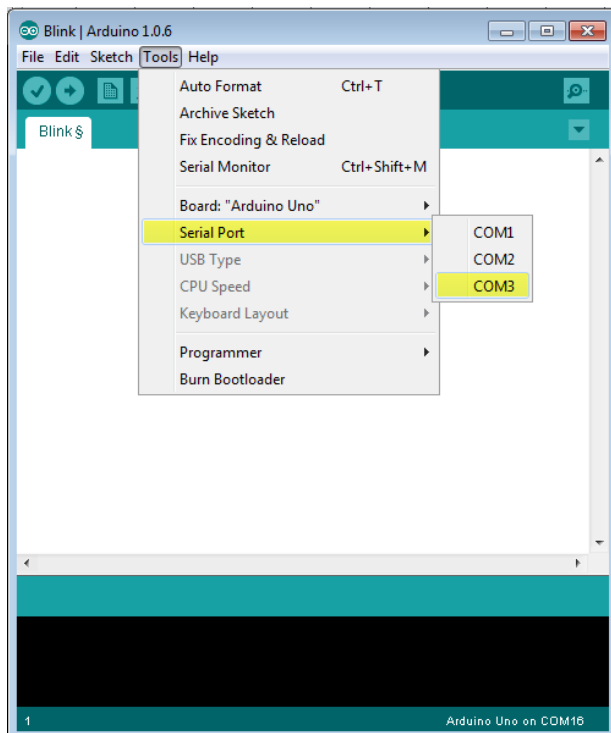 Blink | Arduino 1.0.6
File Edit Sketch Tools Help
Auto Format Ctrl+T
Archive Sketch
Blink §
Fix Encoding & Reload
Serial Monitor Ctrl+Shift+M
Board: "Arduino Uno"
Serial Port
COM1
USB Type
COM2
CPU Speed
COM3
Keyboard Layout
Programmer
Burn Bootloader
1 Arduino Uno on COM16